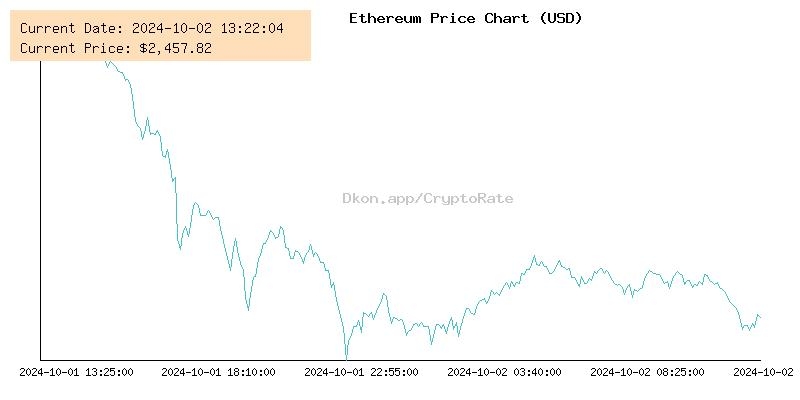 Ethereum Price Chart (USD)
Current Date: 2024-10-02 13:22:04
Current Price: $2,457.82
Dkon.app/CryptoRate
2024-10-01 13:25:00 2024-10-01 18:10:00 2024-10-01 22:55:00 2024-10-02 03:40:00 2024-10-02 08:25:00 2024-10-02